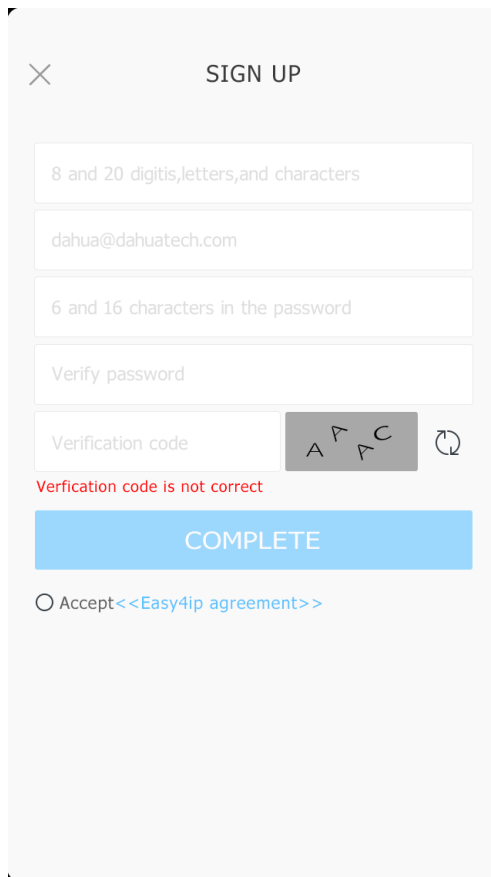 SIGN UP
8 and 20 digitis,letters,and characters
dahua@dahuatech.com
6 and 16 characters in the password
Verify password
Verification code
A A A C
Verfication code is not correct
COMPLETE
Accept<<Easy4ip agreement>>